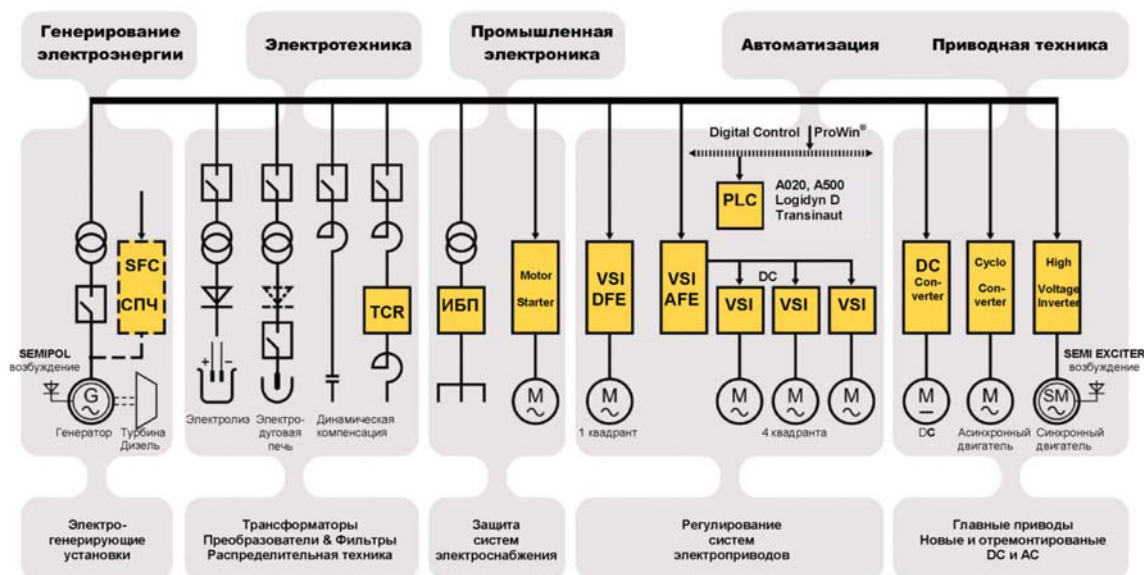 Генерирование
электроэнергии
Электротехника
Промышленная
электроника
Автоматизация
Приводная техника
Digital Control
ProWin®
PLC
A020, A500
Logidyn D
Transinaut
SFC
СПЧ
TCR
ИБП
Motor
Starter
VSI
DFE
VSI
AFE
DC
VSI
VSI
VSI
DC
Con-
verter
Cyclo
Con-
verter
High
Voltage
Inverter
SEMIPOL
возбуждение
SEMI EXCITER
возбуждение
G
+
–
M
M
M
M
M
M
M
SM
Генератор
Турбина
Дизель
Электролиз
Электро-
дуговая
печь
Динамическая
компенсация
1 квадрант
4 квадранта
DC
Асинхронный
двигатель
Синхронный
двигатель
Электро-
генерирующие
установки
Трансформаторы
Преобразователи & Фильтры
Распределительная техника
Защита
систем
электроснабжения
Регулирование
систем
электроприводов
Главные приводы
Новые и отремонтированые
DC и AC